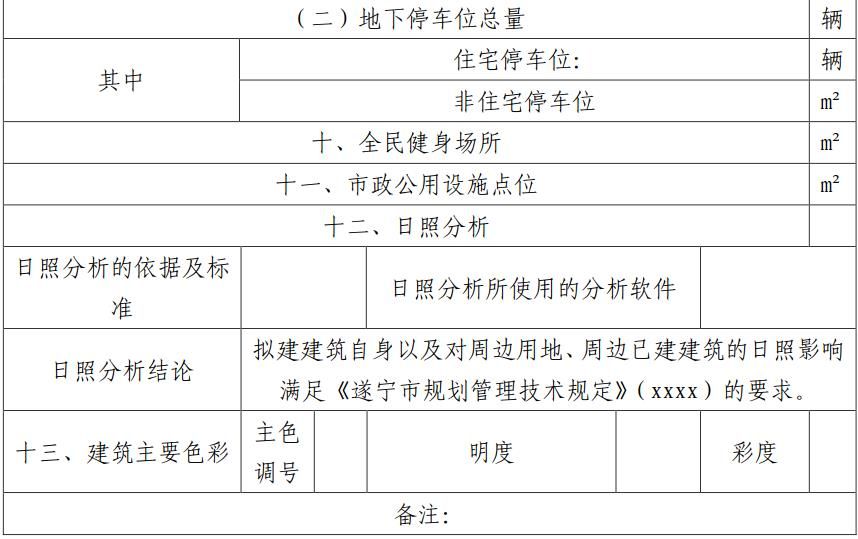 （二）地下停车位总量 辆
其中 住宅停车位: 辆
非住宅停车位 m²
十、全民健身场所 m²
十一、市政公用设施点位 m²
十二、日照分析
日照分析的依据及标
准
日照分析所使用的分析软件
日照分析结论
拟建建筑自身以及对周边用地、周边已建建筑的日照影响
满足《遂宁市规划管理技术规定》（xxxx）的要求。
十三、建筑主要色彩
主色
调号
明度
彩度
备注: